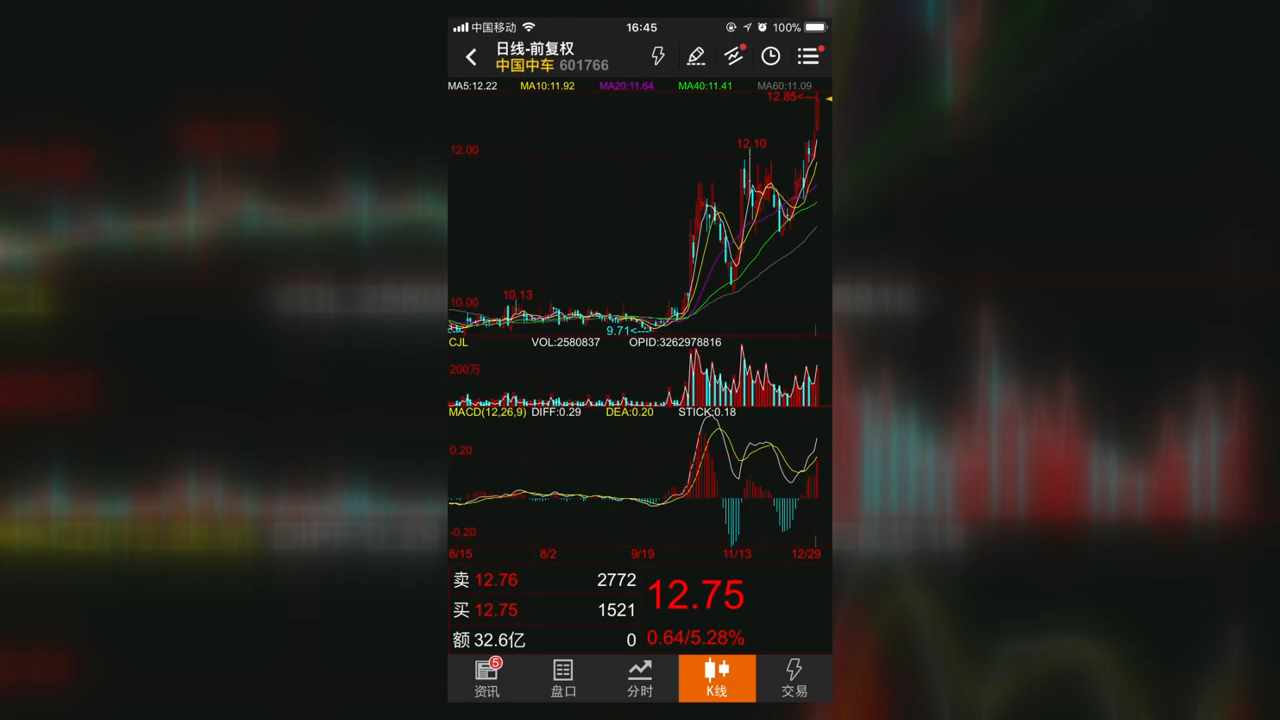 中国移动 16:45 100%
日线-前复权
中国中车 601766
MA5:12.22 MA10:11.92 MA20:11.64 MA40:11.41 MA60:11.09
12.85
12.10
12.00
10.13
10.00
9.71
CJL VOL:2580837 OPID:3262978816
200万
MACD(12,26,9) DIFF:0.29 DEA:0.20 STICK:0.18
0.20
-0.20
6/15 8/2 9/19 11/13 12/29
卖 12.76 2772
买 12.75 1521
额 32.6亿 0
12.75
0.64/5.28%
5
资讯 盘口 分时 K线 交易